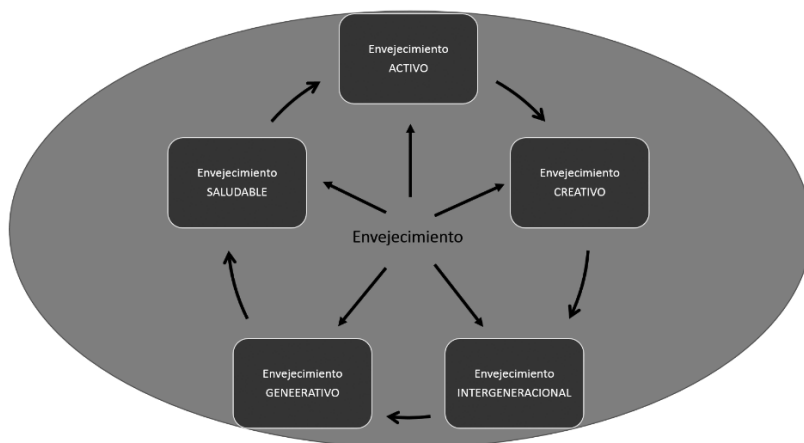 Envejecimiento
ACTIVO
Envejecimiento
SALUDABLE
Envejecimiento
CREATIVO
Envejecimiento
Envejecimiento
GENEERATIVO
Envejecimiento
INTERGENERACIONAL